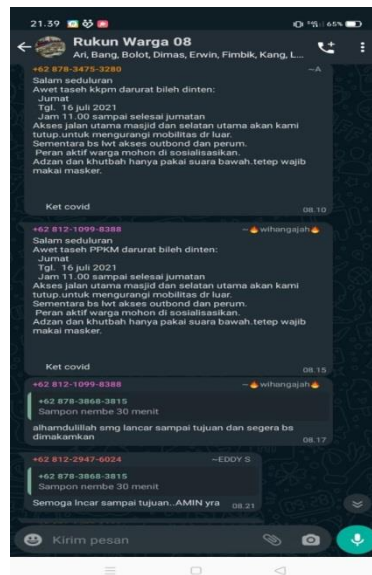 21.39
65%
Rukun Warga 08
Ari, Bang, Bolot, Dimas, Erwin, Fimbik, Kang, L...
+62 878-3475-3280 ~A
Salam seduluran
Awet taseh kkpm darurat bileh dinten:
Jumat
Tgl. 16 juli 2021
Jam 11.00 sampai selesai jumatan
Akses jalan utama masjid dan selatan utama akan kami
tutup.untuk mengurangi mobilitas dr luar.
Sementara bs lwt akses outbond dan perum.
Peran aktif warga mohon di sosialisasikan.
Adzan dan khutbah hanya pakai suara bawah.tetep wajib
makai masker.
Ket covid
08.10
+62 812-1099-8388 ~🔥wihangajah🔥
Salam seduluran
Awet taseh PPKM darurat bileh dinten:
Jumat
Tgl. 16 juli 2021
Jam 11.00 sampai selesai jumatan
Akses jalan utama masjid dan selatan utama akan kami
tutup.untuk mengurangi mobilitas dr luar.
Sementara bs lwt akses outbond dan perum.
Peran aktif warga mohon di sosialisasikan.
Adzan dan khutbah hanya pakai suara bawah.tetep wajib
makai masker.
Ket covid
08.15
+62 812-1099-8388 ~🔥wihangajah🔥
+62 878-3868-3815
Sampon nembe 30 menit
alhamdulillah smg lancar sampai tujuan dan segera bs
dimakamkan
08.17
+62 812-2947-6024 ~EDDY S
+62 878-3868-3815
Sampon nembe 30 menit
Semoga lncar sampai tujuan..AMIN yra 08.21
Kirim pesan